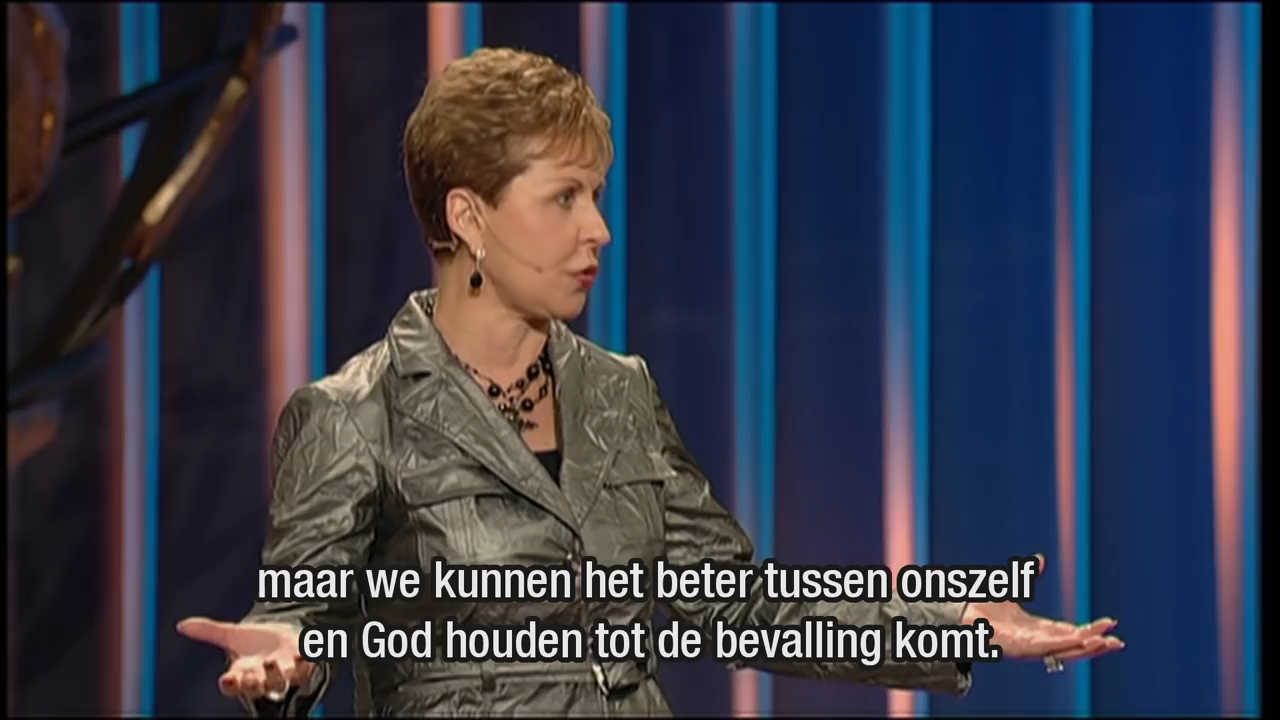 maar we kunnen het beter tussen onszelf
en God houden tot de bevalling komt.